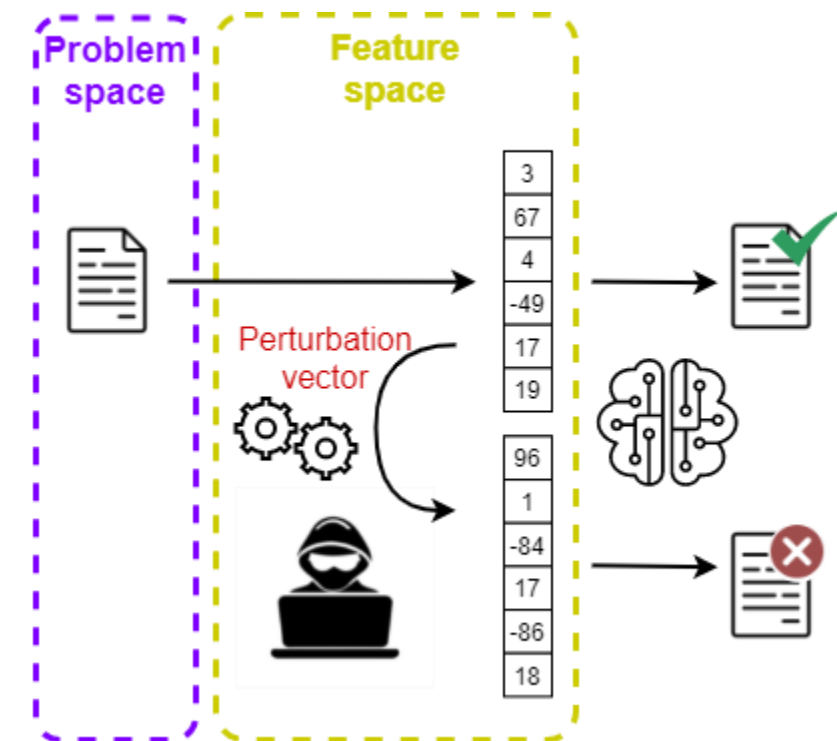 Problem
space
Feature
space
3
67
4
-49
17
19
Perturbation
vector
96
1
-84
17
-86
18